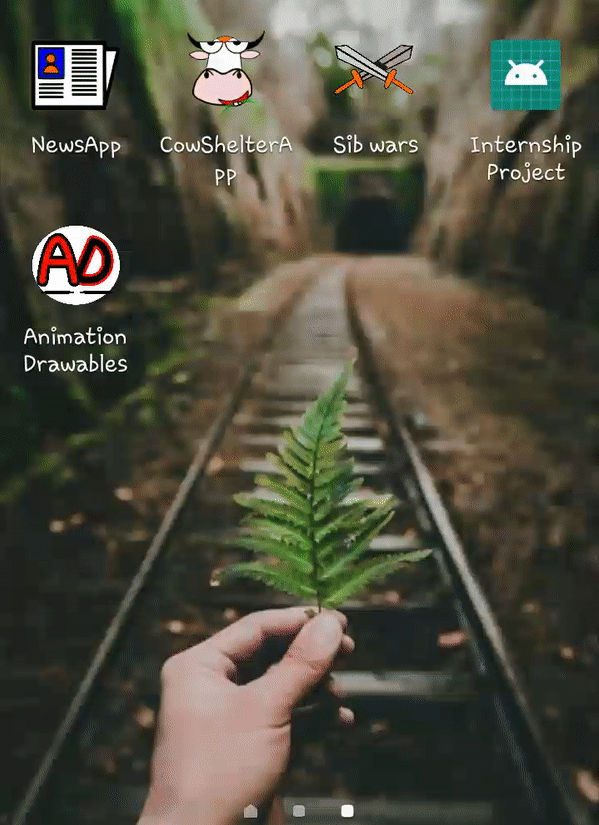 NewsApp
CowShelterA
pp
Sib wars
Internship
Project
AD
Animation
Drawables